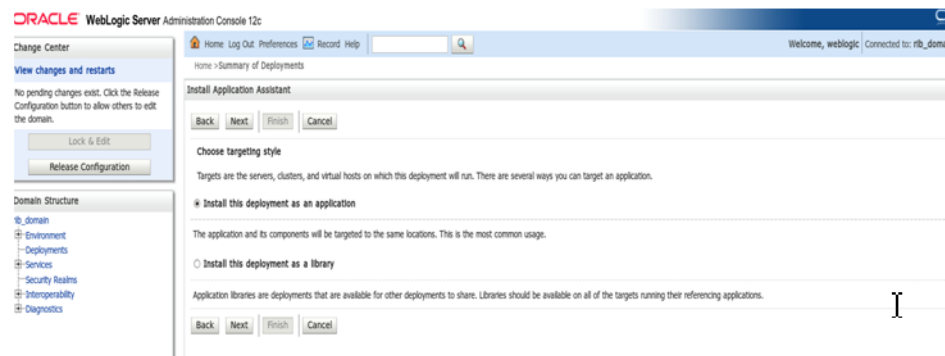 ORACLE WebLogic Server Administration Console 12c
Change Center
View changes and restarts
No pending changes exist. Click the Release
Configuration button to allow others to edit
the domain.
Lock & Edit
Release Configuration
Domain Structure
rib_domain
Environment
Deployments
Services
Security Realms
Interoperability
Diagnostics
Home Log Out Preferences Record Help
Welcome, weblogic Connected to: rib_doma
Home >Summary of Deployments
Install Application Assistant
Back Next Finish Cancel
Choose targeting style
Targets are the servers, clusters, and virtual hosts on which this deployment will run. There are several ways you can target an application.
Install this deployment as an application
The application and its components will be targeted to the same locations. This is the most common usage.
Install this deployment as a library
Application libraries are deployments that are available for other deployments to share. Libraries should be available on all of the targets running their referencing applications.
Back Next Finish Cancel